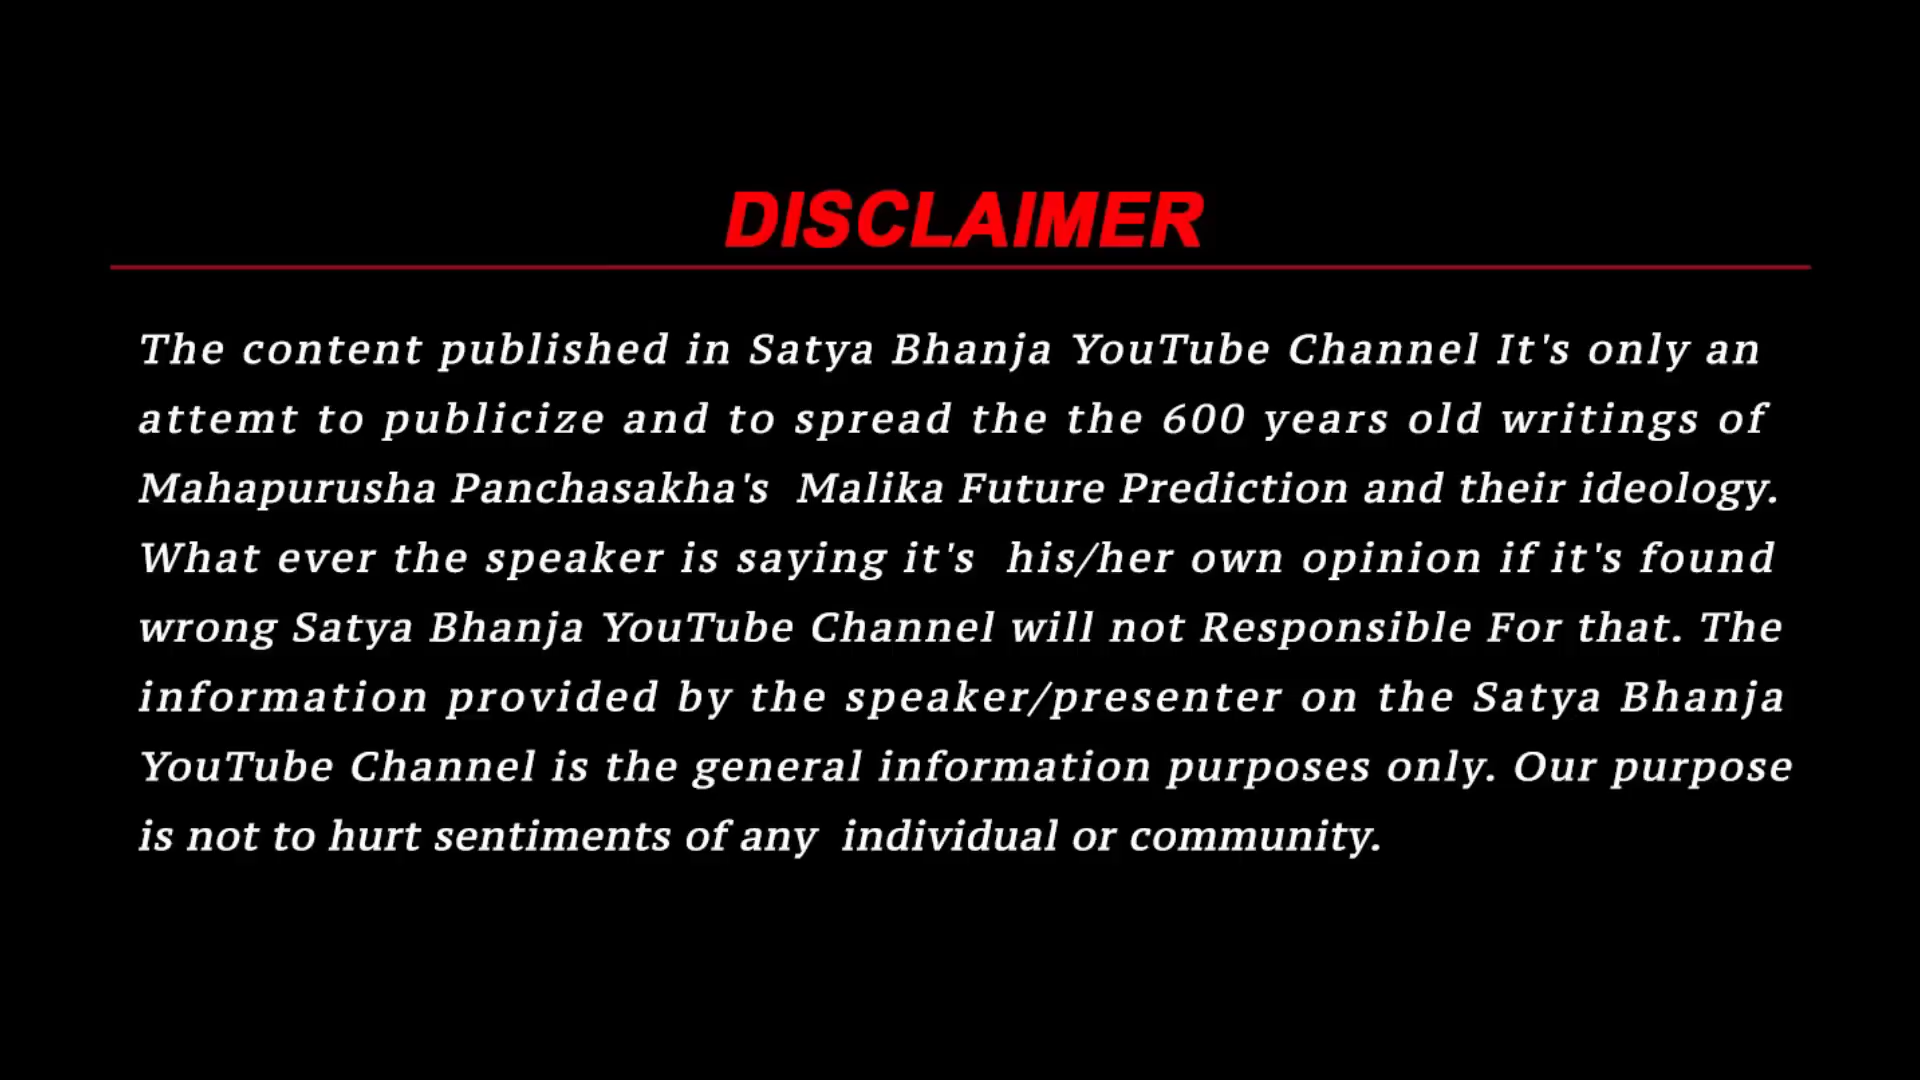 DISCLAIMER
The content published in Satya Bhanja YouTube Channel It's only an
attemt to publicize and to spread the the 600 years old writings of
Mahapurusha Panchasakha's Malika Future Prediction and their ideology.
What ever the speaker is saying it's his/her own opinion if it's found
wrong Satya Bhanja YouTube Channel will not Responsible For that. The
information provided by the speaker/presenter on the Satya Bhanja
YouTube Channel is the general information purposes only. Our purpose
is not to hurt sentiments of any individual or community.